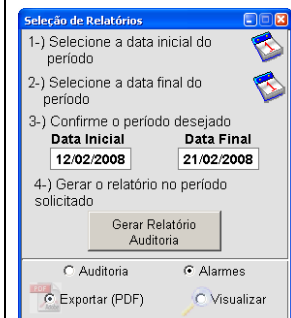 Seleção de Relatórios
1-) Selecione a data inicial do
período
2-) Selecione a data final do
período
3-) Confirme o período desejado
Data Inicial Data Final
12/02/2008 21/02/2008
4-) Gerar o relatório no período
solicitado
Gerar Relatório
Auditoria
Auditoria Alarmes
Exportar (PDF) Visualizar